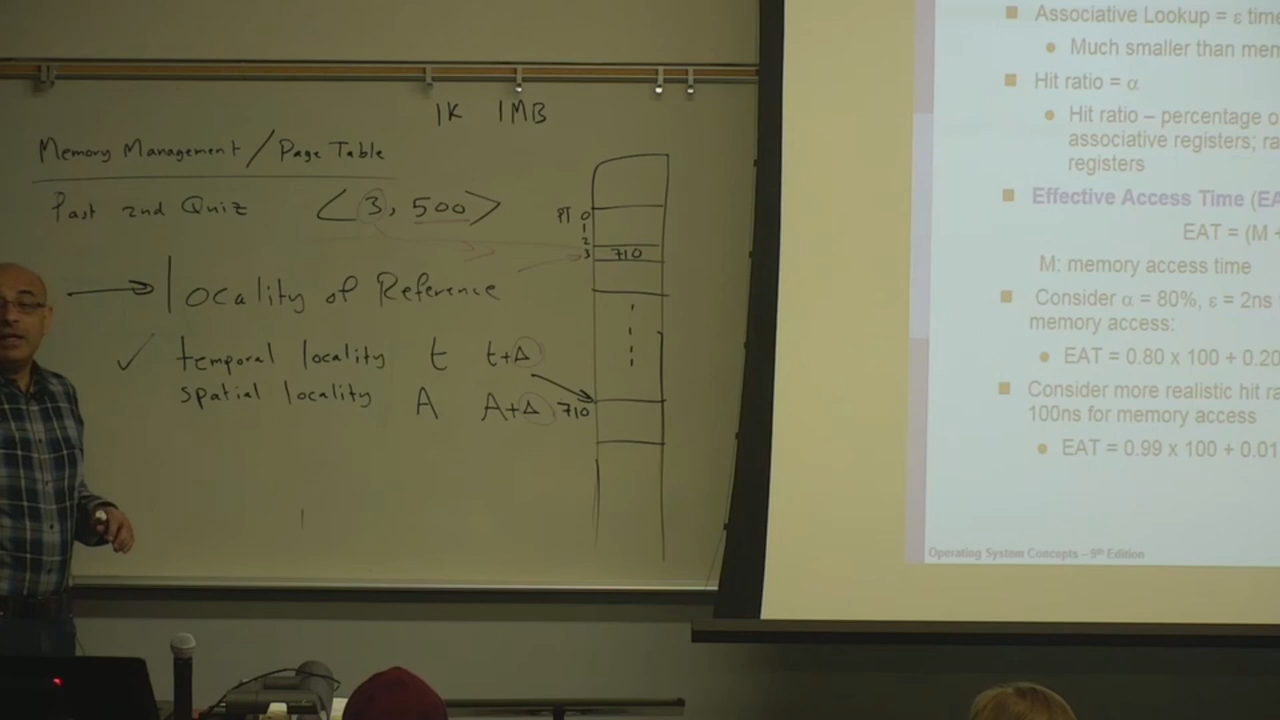 1K 1MB
Memory Management / Page Table
Past 2nd Quiz <3, 500>
PT 0
1
2
3 710
Locality of Reference
✓ temporal locality t t+Δ
spatial locality A A+Δ 710
Associative Lookup = ε time
Much smaller than mem
Hit ratio = α
Hit ratio – percentage o
associative registers; ra
registers
Effective Access Time (EA
EAT = (M +
M: memory access time
Consider α = 80%, ε = 2ns
memory access:
EAT = 0.80 x 100 + 0.20
Consider more realistic hit ra
100ns for memory access
EAT = 0.99 x 100 + 0.01
Operating System Concepts – 9th Edition